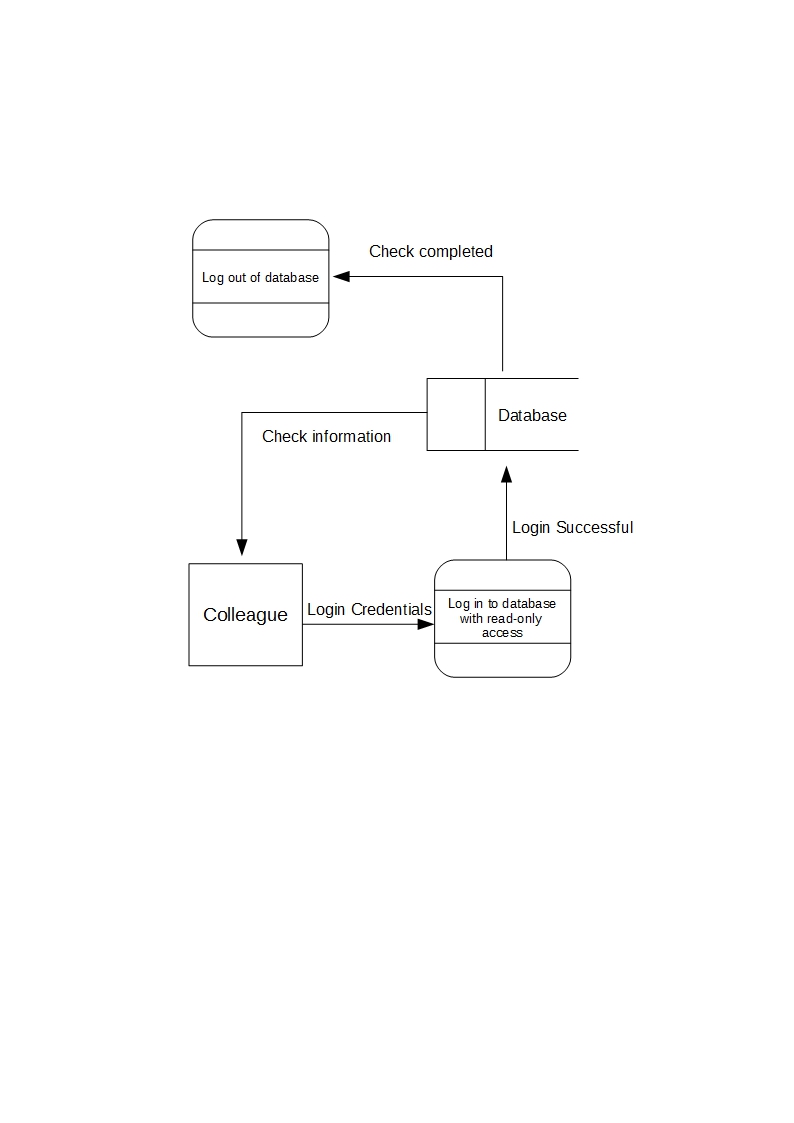 Check completed
Log out of database
Database
Check information
Login Successful
Colleague
Login Credentials
Log in to database
with read-only
access